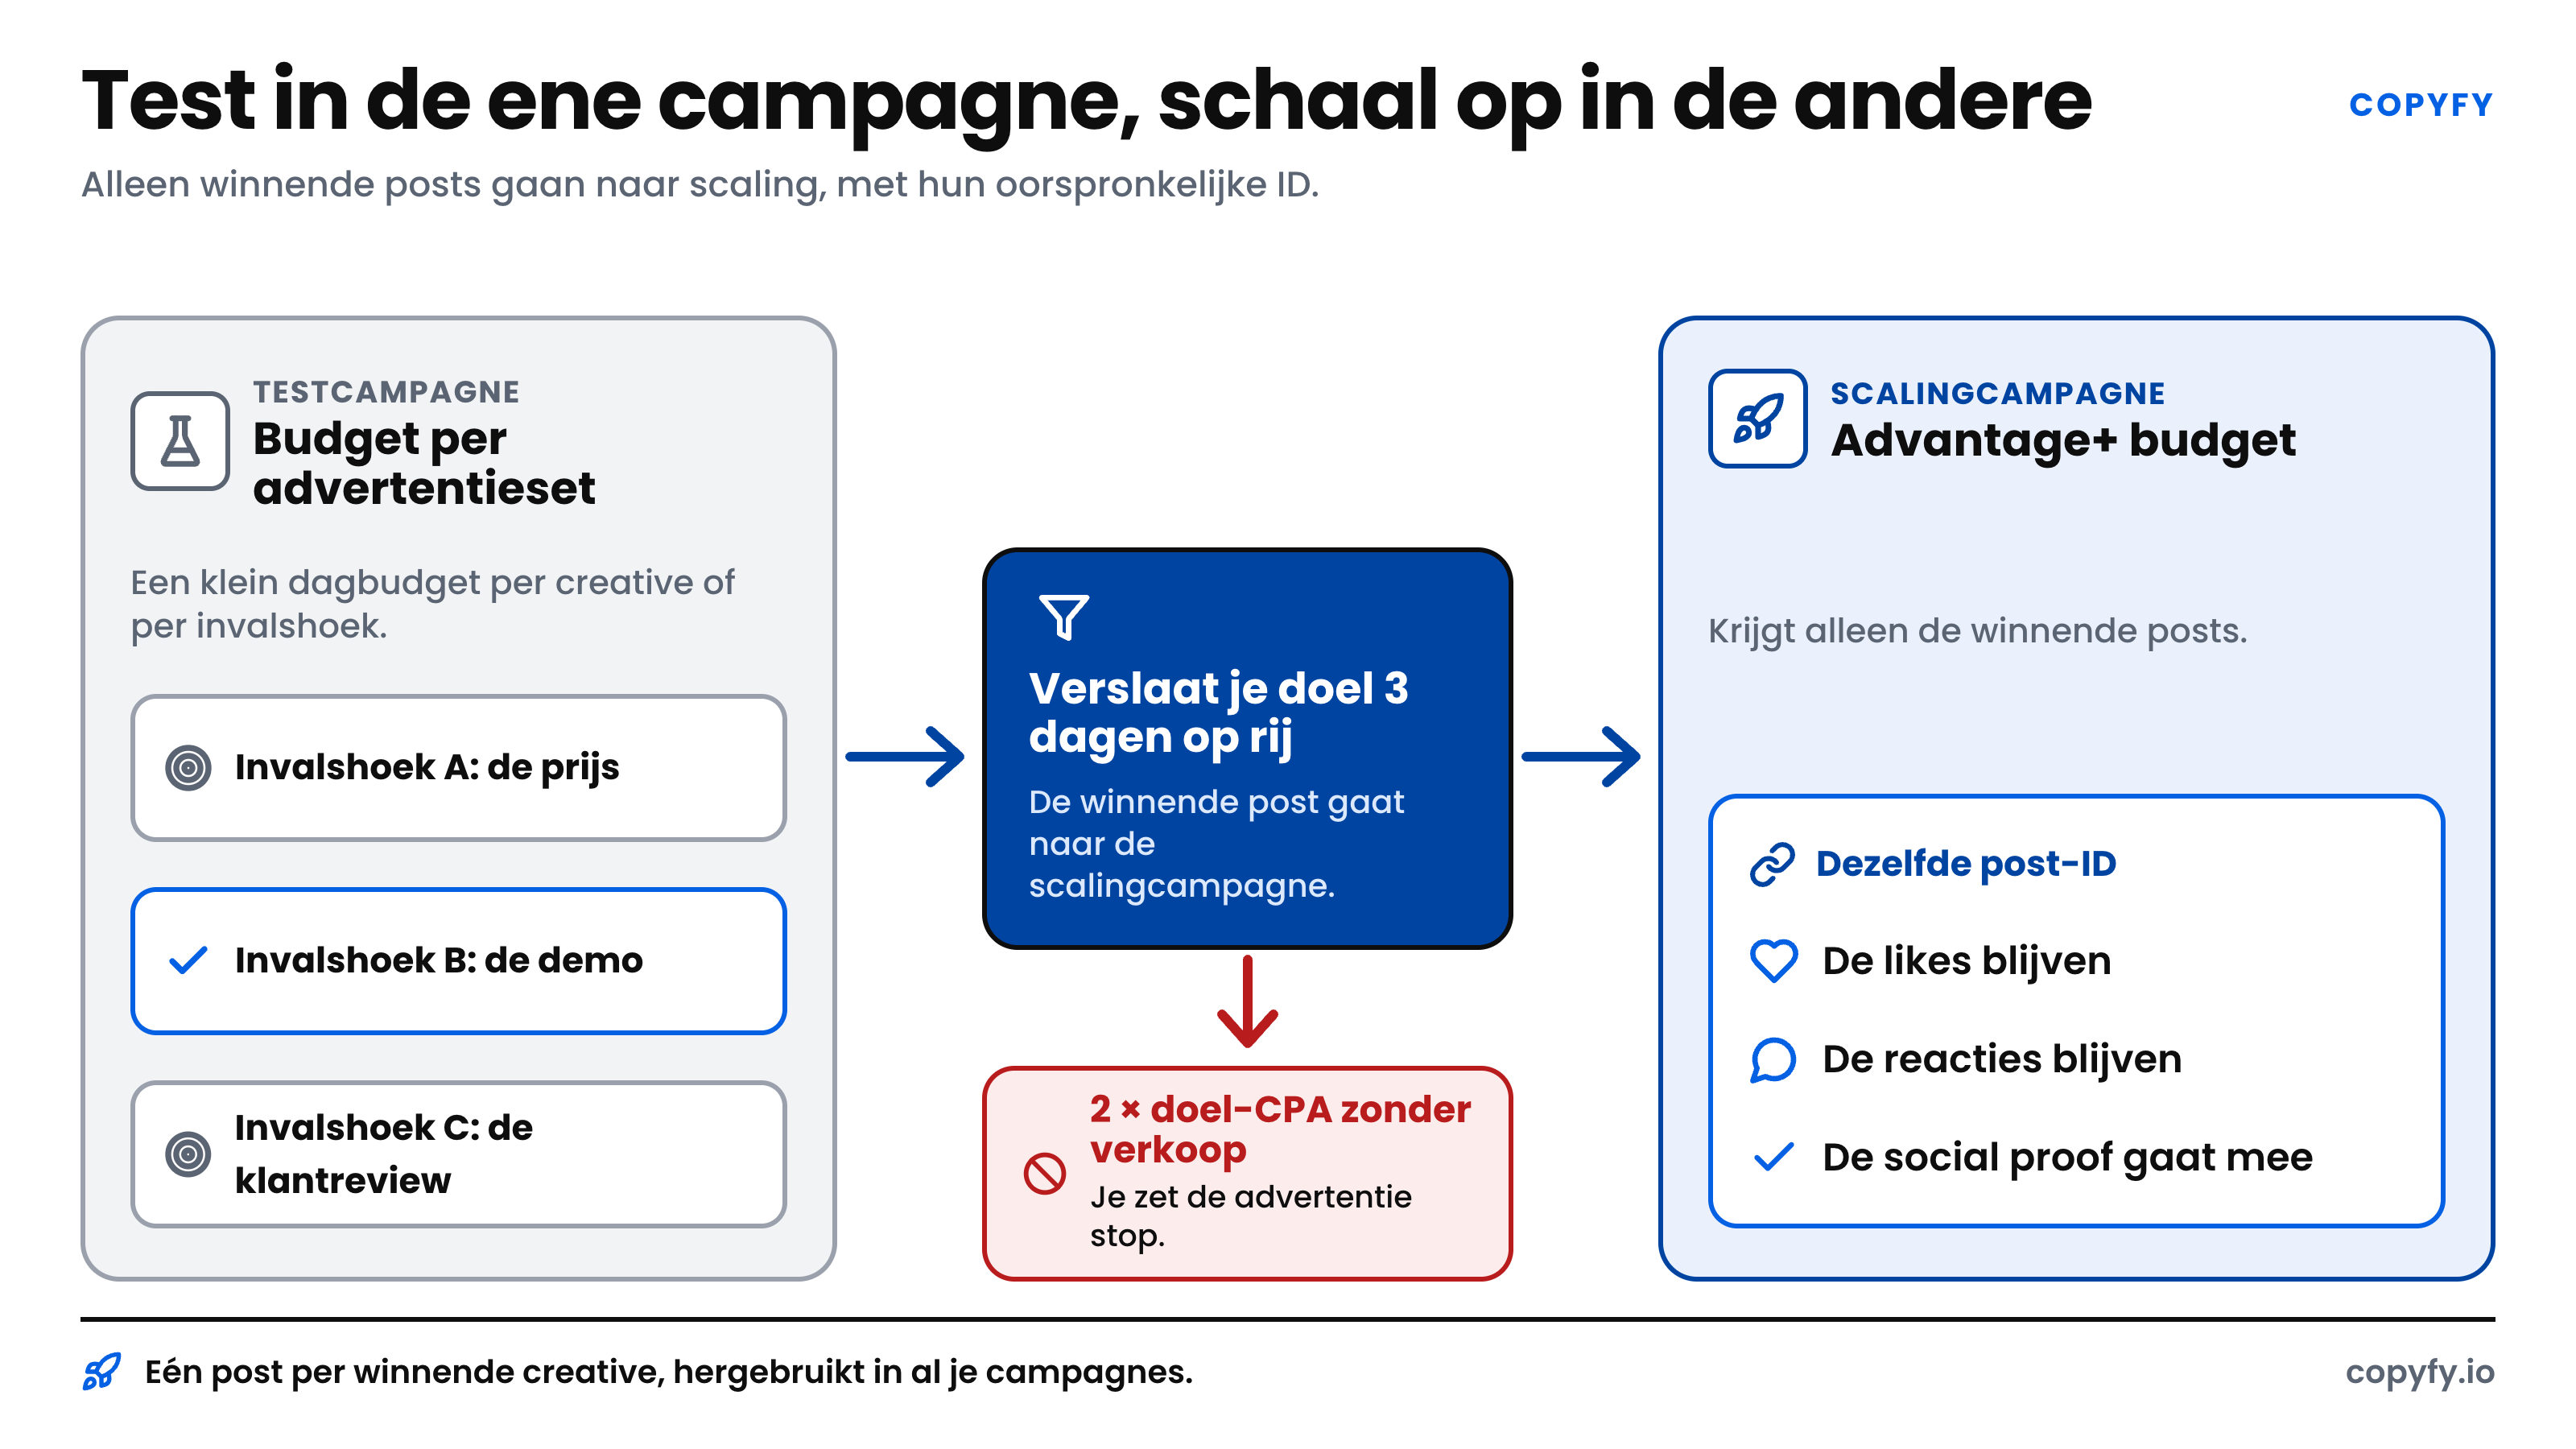 Test in de ene campagne, schaal op in de andere
COPYFY
Alleen winnende posts gaan naar scaling, met hun oorspronkelijke ID.
TESTCAMPAGNE
Budget per
advertentieset
Een klein dagbudget per creative of
per invalshoek.
Invalshoek A: de prijs
Invalshoek B: de demo
Invalshoek C: de
klantreview
Verslaat je doel 3
dagen op rij
De winnende post gaat
naar de
scalingcampagne.
2 × doel-CPA zonder
verkoop
Je zet de advertentie
stop.
SCALINGCAMPAGNE
Advantage+ budget
Krijgt alleen de winnende posts.
Dezelfde post-ID
De likes blijven
De reacties blijven
De social proof gaat mee
Eén post per winnende creative, hergebruikt in al je campagnes.
copyfy.io